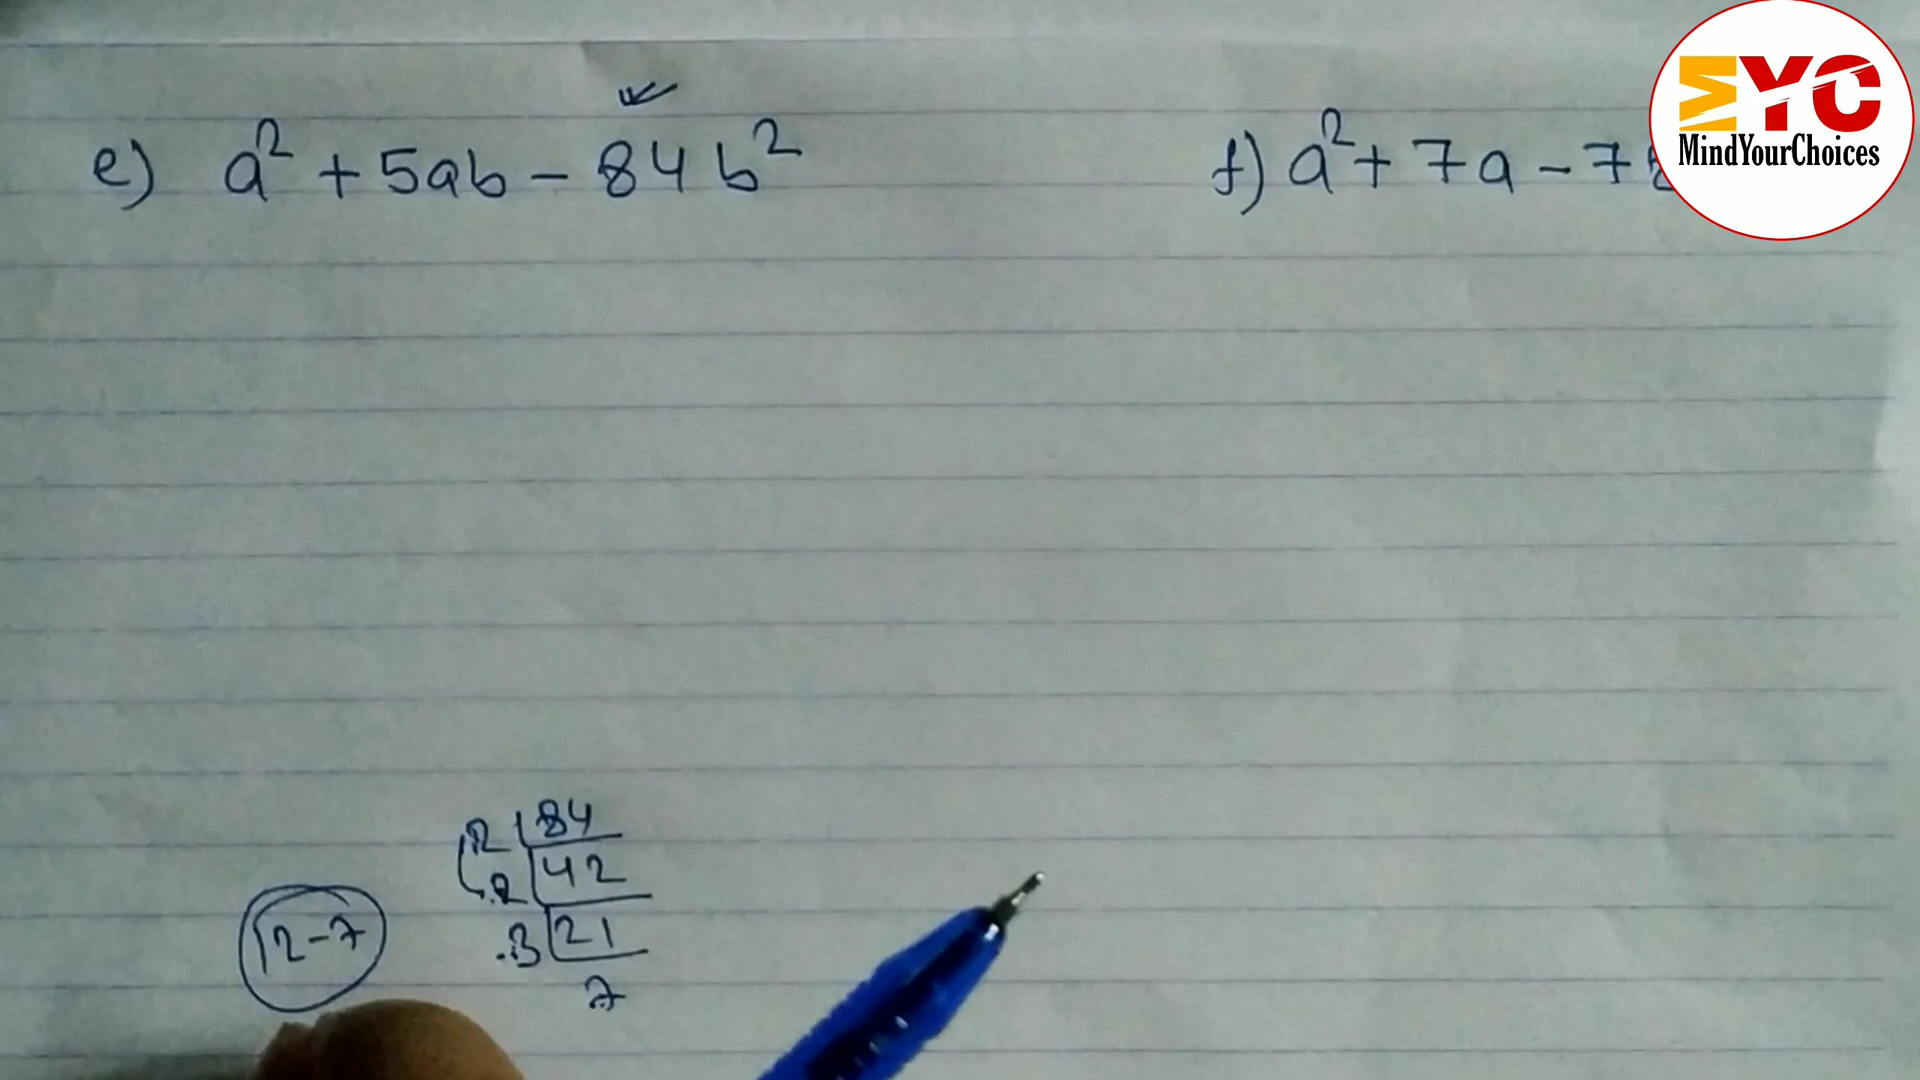 e) a² + 5ab - 84b²
f) a² + 7a - 7
MYC
MindYourChoices
2 | 84
2 | 42
3 | 21
7
12-7